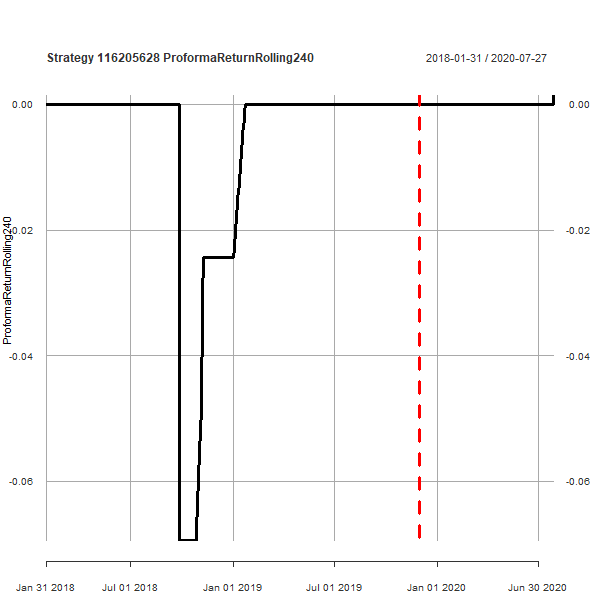 Strategy 116205628 ProformaReturnRolling240
2018-01-31 / 2020-07-27
0.00
0.00
-0.02
-0.02
ProformaReturnRolling240
-0.04
-0.04
-0.06
-0.06
Jan 31 2018
Jul 01 2018
Jan 01 2019
Jul 01 2019
Jan 01 2020
Jun 30 2020